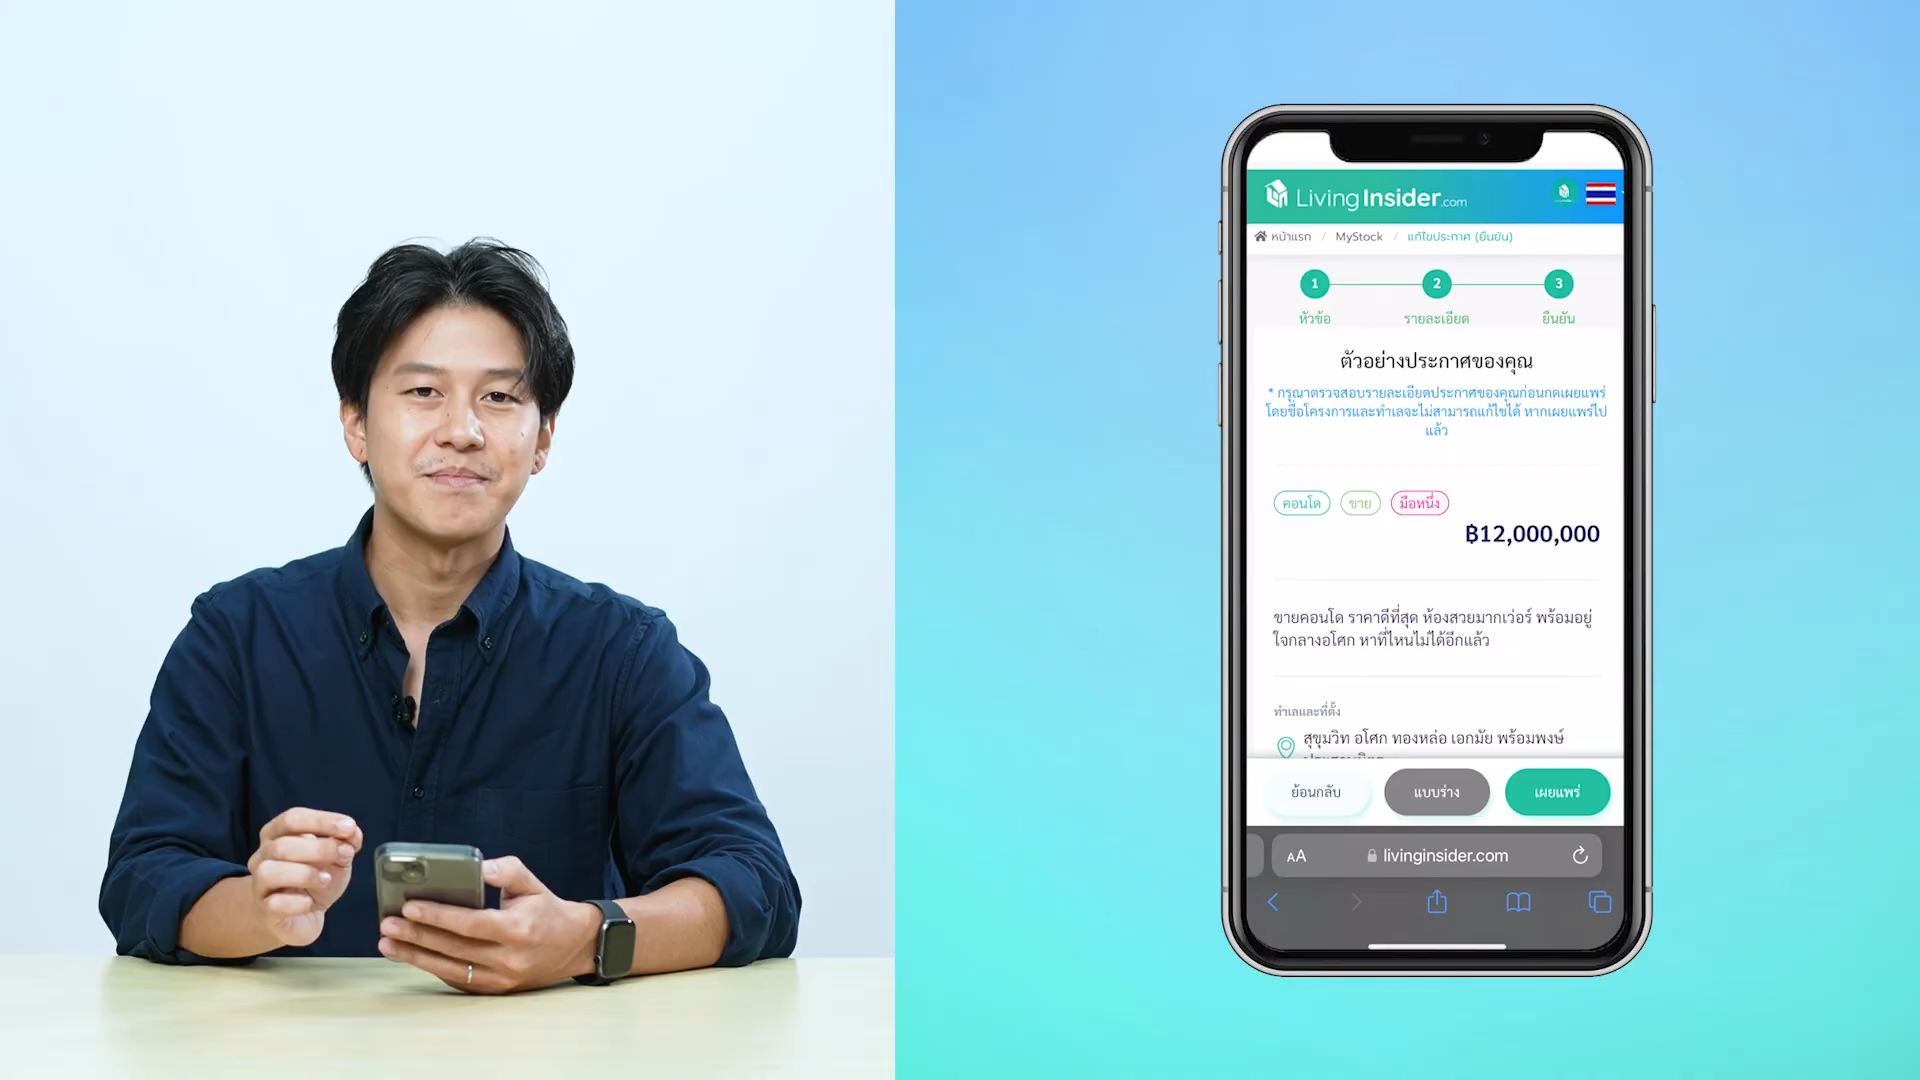 LivingInsider.com
หน้าแรก / MyStock / แก้ไขประกาศ (ยืนยัน)
1 2 3
หัวข้อ รายละเอียด ยืนยัน
ตัวอย่างประกาศของคุณ
* กรุณาตรวจสอบรายละเอียดประกาศของคุณก่อนกดเผยแพร่
โดยชื่อโครงการและทำเลจะไม่สามารถแก้ไขได้ หากเผยแพร่ไป
แล้ว
คอนโด ขาย มือหนึ่ง
฿12,000,000
ขายคอนโด ราคาดีที่สุด ห้องสวยมากเว่อร์ พร้อมอยู่
ใจกลางอโศก หาที่ไหนไม่ได้อีกแล้ว
ทำเลและที่ตั้ง
สุขุมวิท อโศก ทองหล่อ เอกมัย พร้อมพงษ์
ย้อนกลับ แบบร่าง เผยแพร่
AA livinginsider.com